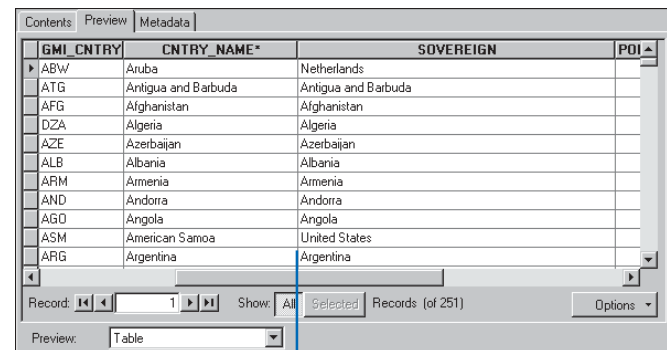 Contents Preview Metadata
GMI_CNTRY CNTRY_NAME* SOVEREIGN
ABW Aruba Netherlands
ATG Antigua and Barbuda Antigua and Barbuda
AFG Afghanistan Afghanistan
DZA Algeria Algeria
AZE Azerbaijan Azerbaijan
ALB Albania Albania
ARM Armenia Armenia
AND Andorra Andorra
AGO Angola Angola
ASM American Samoa United States
ARG Argentina Argentina
Record: 1 Show: All Selected Records (of 251) Options
Preview: Table